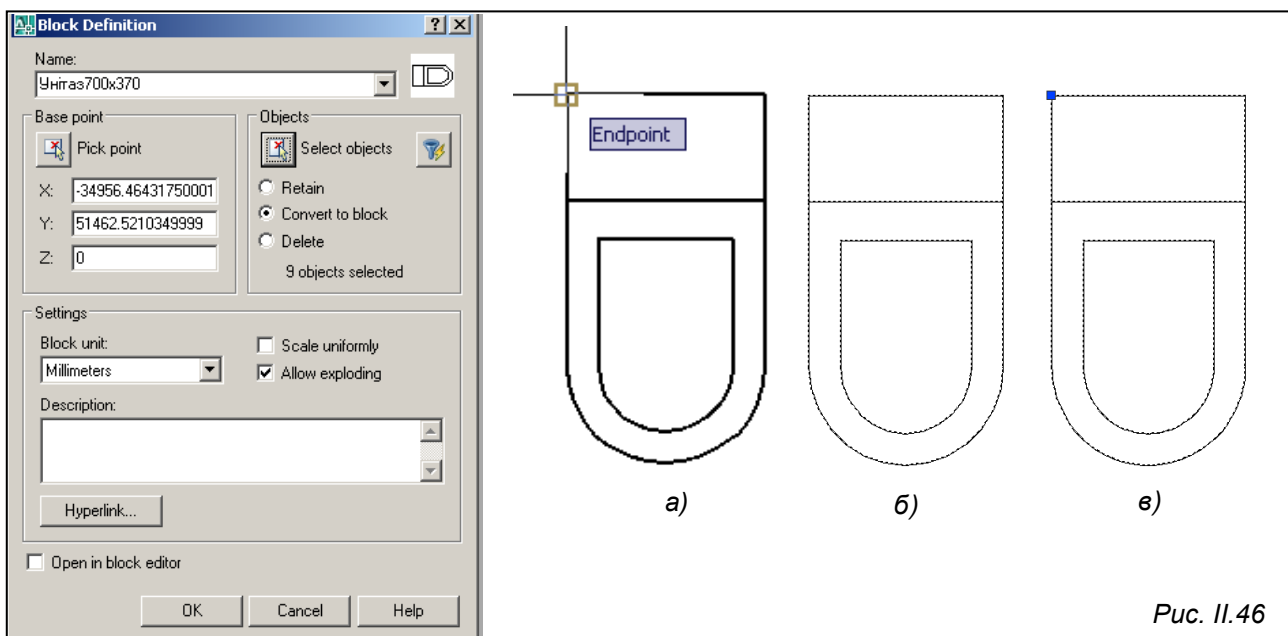 Block Definition
Name:
Унітаз700x370
Base point
Pick point
X: -34956.46431750001
Y: 51462.5210349999
Z: 0
Objects
Select objects
Retain
Convert to block
Delete
9 objects selected
Settings
Block unit:
Millimeters
Scale uniformly
Allow exploding
Description:
Hyperlink...
Open in block editor
OK Cancel Help
Endpoint
а) б) в)
Рис. II.46